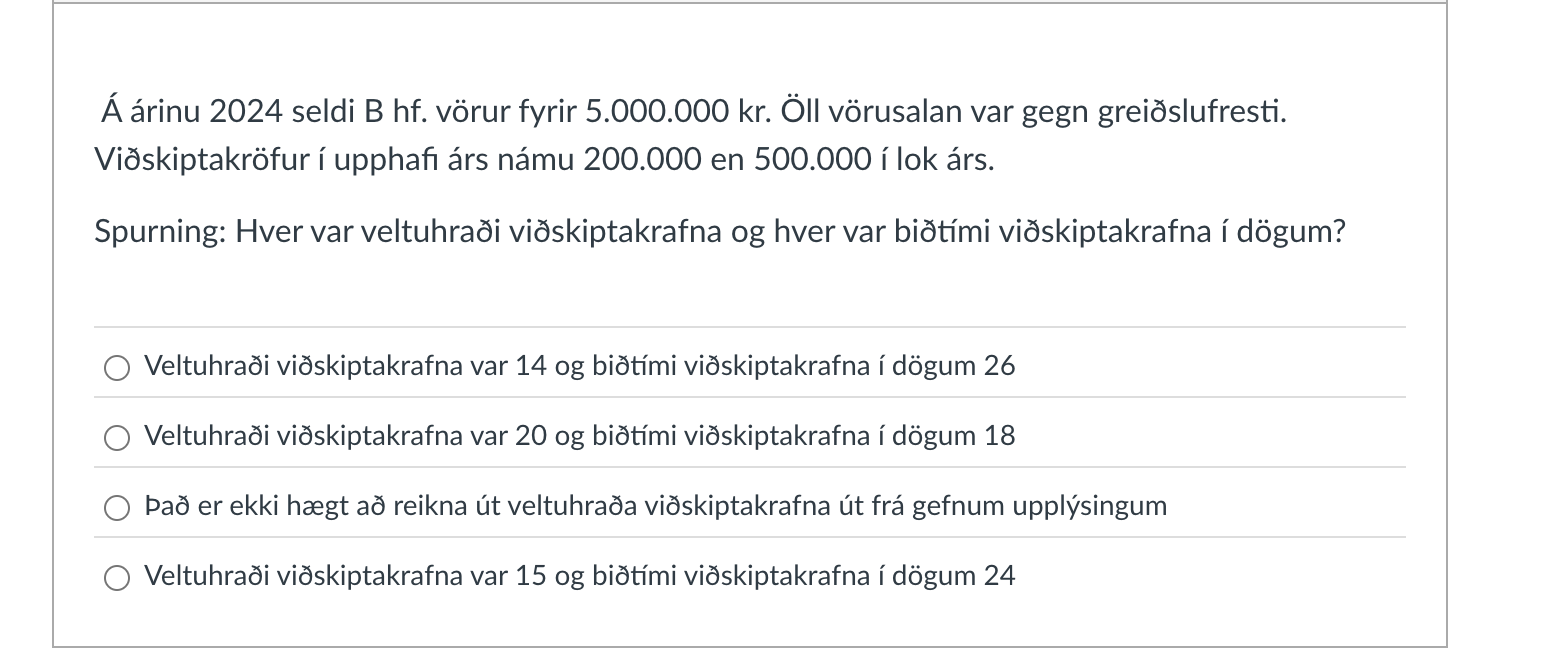 Á árinu 2024 seldi B hf. vörur fyrir 5.000.000 kr. Öll vörusalan var gegn greiðslufresti.
Viðskiptakröfur í upphafi árs námu 200.000 en 500.000 í lok árs.
Spurning: Hver var veltuhraði viðskiptakrafna og hver var biðtími viðskiptakrafna í dögum?
Veltuhraði viðskiptakrafna var 14 og biðtími viðskiptakrafna í dögum 26
Veltuhraði viðskiptakrafna var 20 og biðtími viðskiptakrafna í dögum 18
Það er ekki hægt að reikna út veltuhraða viðskiptakrafna út frá gefnum upplýsingum
Veltuhraði viðskiptakrafna var 15 og biðtími viðskiptakrafna í dögum 24